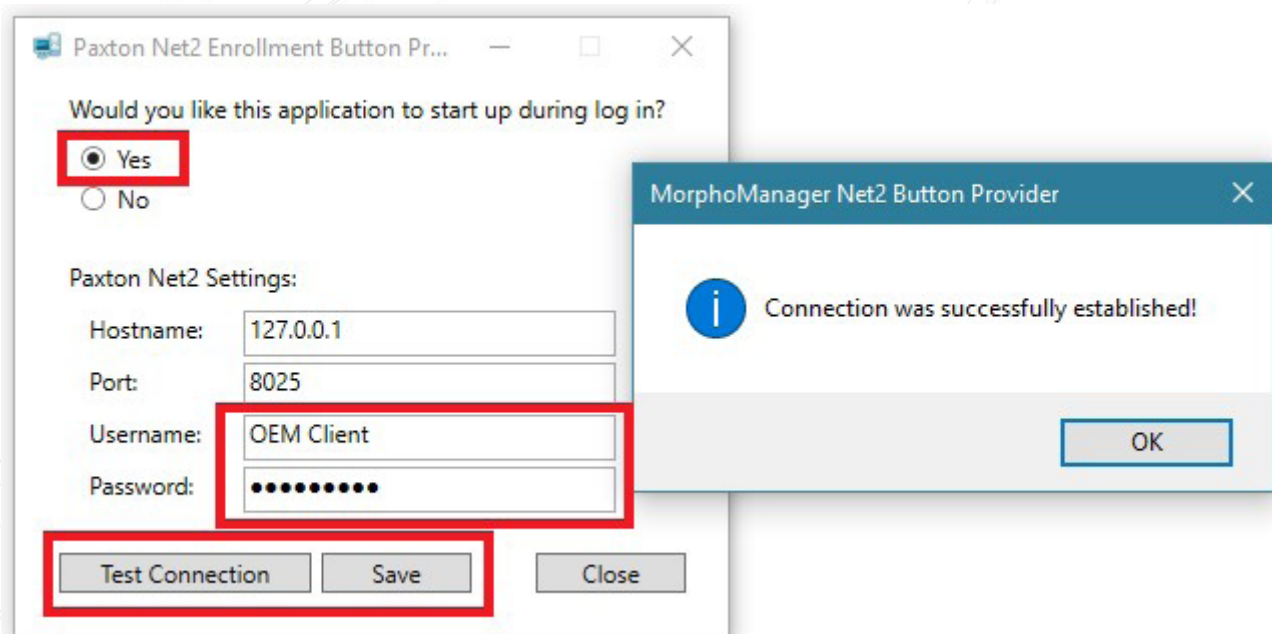 Paxton Net2 Enrollment Button Pr...
Would you like this application to start up during log in?
Yes
No
Paxton Net2 Settings:
Hostname: 127.0.0.1
Port: 8025
Username: OEM Client
Password: •••••••••
Test Connection Save Close
MorphoManager Net2 Button Provider
i
Connection was successfully established!
OK